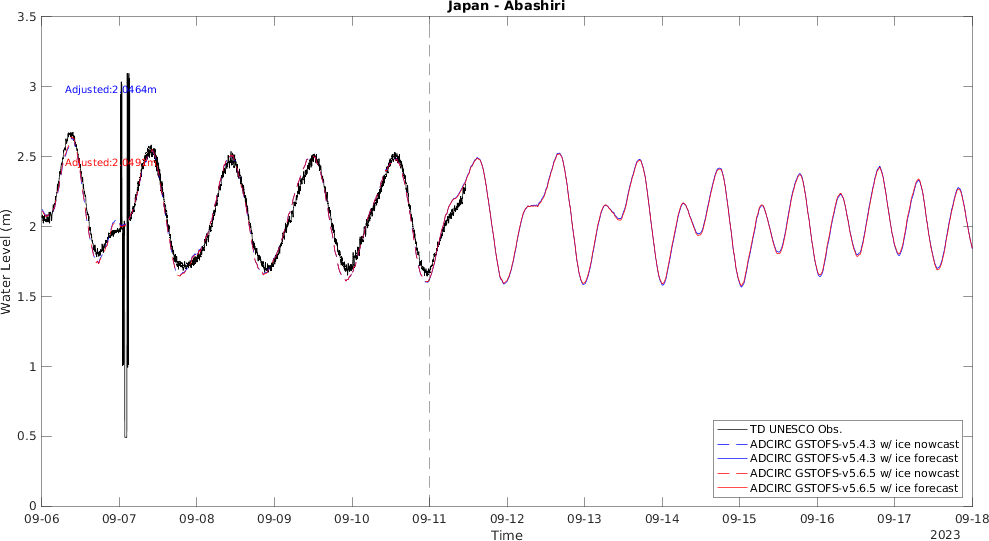 Japan - Abashiri
3.5
3
2.5
2
1.5
1
0.5
0
Water Level (m)
Adjusted:2.0464m
TD UNESCO Obs.
ADCIRC GSTOFS-v5.4.3 w/ ice nowcast
ADCIRC GSTOFS-v5.4.3 w/ ice forecast
ADCIRC GSTOFS-v5.6.5 w/ ice nowcast
ADCIRC GSTOFS-v5.6.5 w/ ice forecast
09-06 09-07 09-08 09-09 09-10 09-11 09-12 09-13 09-14 09-15 09-16 09-17 09-18
Time
2023